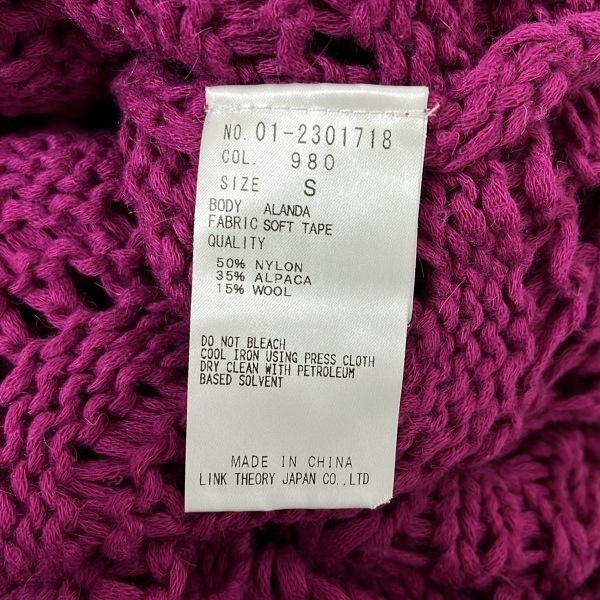 NO. 01-2301718
COL. 980
SIZE S
BODY ALANDA
FABRIC SOFT TAPE
QUALITY
50% NYLON
35% ALPACA
15% WOOL
DO NOT BLEACH
COOL IRON USING PRESS CLOTH
DRY CLEAN WITH PETROLEUM
BASED SOLVENT
MADE IN CHINA
LINK THEORY JAPAN CO.,LTD